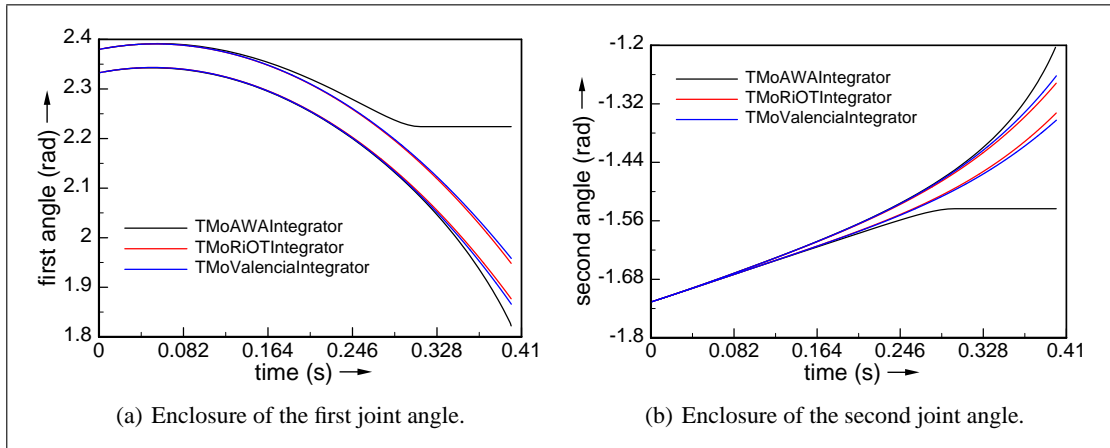 2.4
2.3
2.2
2.1
2
1.9
1.8
first angle (rad)
TMoAWAIntegrator
TMoRiOTIntegrator
TMoValenciaIntegrator
0
0.082
0.164
0.246
0.328
0.41
time (s)
(a) Enclosure of the first joint angle.
-1.2
-1.32
-1.44
-1.56
-1.68
-1.8
second angle (rad)
TMoAWAIntegrator
TMoRiOTIntegrator
TMoValenciaIntegrator
0
0.082
0.164
0.246
0.328
0.41
time (s)
(b) Enclosure of the second joint angle.